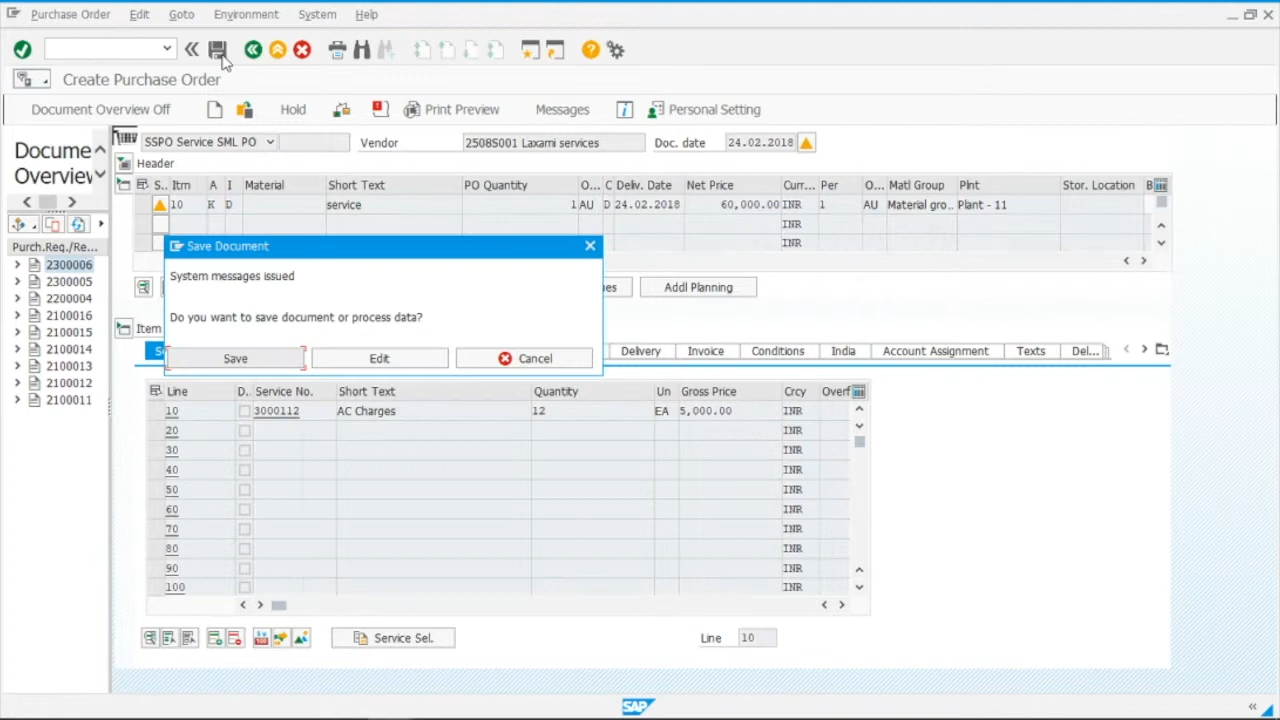 Purchase Order Edit Goto Environment System Help
Create Purchase Order
Document Overview Off Hold Print Preview Messages Personal Setting
Docume
Overview
SSPO Service SML PO Vendor 25085001 Laxami services Doc. date 24.02.2018
Header
S.. Itm A I Material Short Text PO Quantity O... C Deliv. Date Net Price Curr... Per O... Matl Group Plnt Stor. Location B
10 K D service 1 AU D 24.02.2018 60,000.00 INR 1 AU Material gro.. Plant - 11
INR
INR
Purch.Req./Re...
2300006
2300005
2200004
2100016
2100015
2100014
2100013
2100012
2100011
Save Document
System messages issued
Do you want to save document or process data?
Save Edit Cancel
es Addl Planning
Item
Delivery Invoice Conditions India Account Assignment Texts Del...
Line D.. Service No. Short Text Quantity Un Gross Price Crcy Overf
10 3000112 AC Charges 12 EA 5,000.00 INR
20 INR
30 INR
40 INR
50 INR
60 INR
70 INR
80 INR
90 INR
100 INR
Service Sel. Line 10
SAP